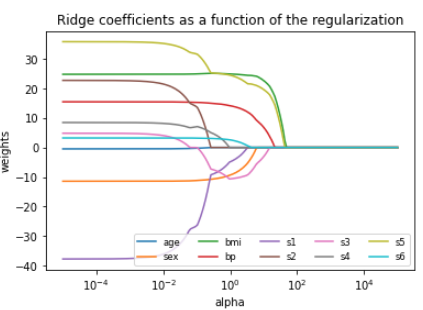 Ridge coefficients as a function of the regularization
weights
30
20
10
0
−10
−20
−30
−40
age bmi s1 s3 s5
sex bp s2 s4 s6
10⁻⁴ 10⁻² 10⁰ 10² 10⁴
alpha